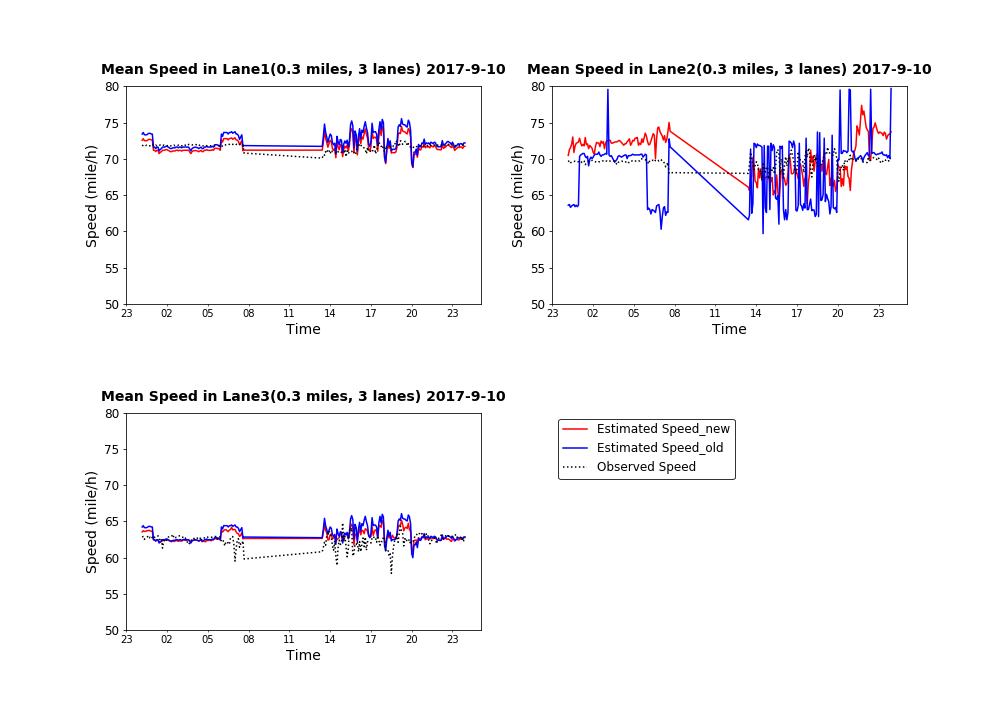 Mean Speed in Lane1(0.3 miles, 3 lanes) 2017-9-10
80
75
70
65
60
55
50
Speed (mile/h)
23 02 05 08 11 14 17 20 23
Time
Mean Speed in Lane2(0.3 miles, 3 lanes) 2017-9-10
80
75
70
65
60
55
50
Speed (mile/h)
23 02 05 08 11 14 17 20 23
Time
Mean Speed in Lane3(0.3 miles, 3 lanes) 2017-9-10
80
75
70
65
60
55
50
Speed (mile/h)
23 02 05 08 11 14 17 20 23
Time
Estimated Speed_new
Estimated Speed_old
Observed Speed